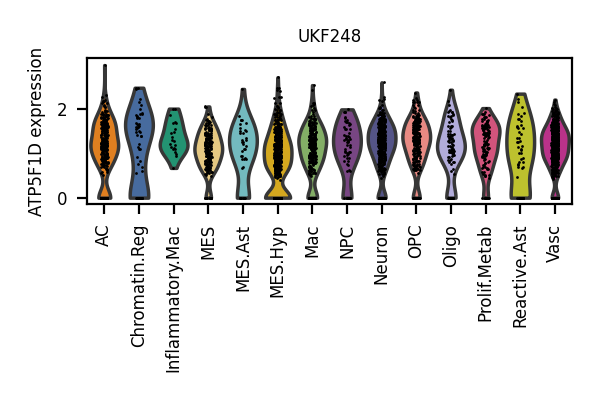 UKF248
ATP5F1D expression
2
0
AC
Chromatin.Reg
Inflammatory.Mac
MES
MES.Ast
MES.Hyp
Mac
NPC
Neuron
OPC
Oligo
Prolif.Metab
Reactive.Ast
Vasc